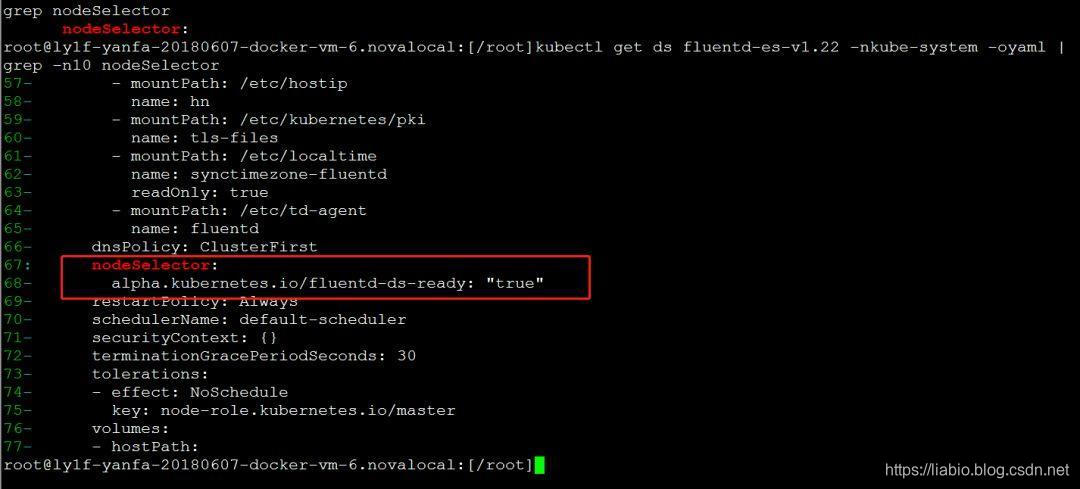 grep nodeSelector
      nodeSelector:
root@ly1f-yanfa-20180607-docker-vm-6.novalocal:[/root]kubectl get ds fluentd-es-v1.22 -nkube-system -oyaml |
grep -n10 nodeSelector
57-        - mountPath: /etc/hostip
58-          name: hn
59-        - mountPath: /etc/kubernetes/pki
60-          name: tls-files
61-        - mountPath: /etc/localtime
62-          name: synctimezone-fluentd
63-          readOnly: true
64-        - mountPath: /etc/td-agent
65-          name: fluentd
66-      dnsPolicy: ClusterFirst
67:      nodeSelector:
68-        alpha.kubernetes.io/fluentd-ds-ready: "true"
69-      restartPolicy: Always
70-      schedulerName: default-scheduler
71-      securityContext: {}
72-      terminationGracePeriodSeconds: 30
73-      tolerations:
74-      - effect: NoSchedule
75-        key: node-role.kubernetes.io/master
76-      volumes:
77-      - hostPath:
root@ly1f-yanfa-20180607-docker-vm-6.novalocal:[/root]
https://liabio.blog.csdn.net